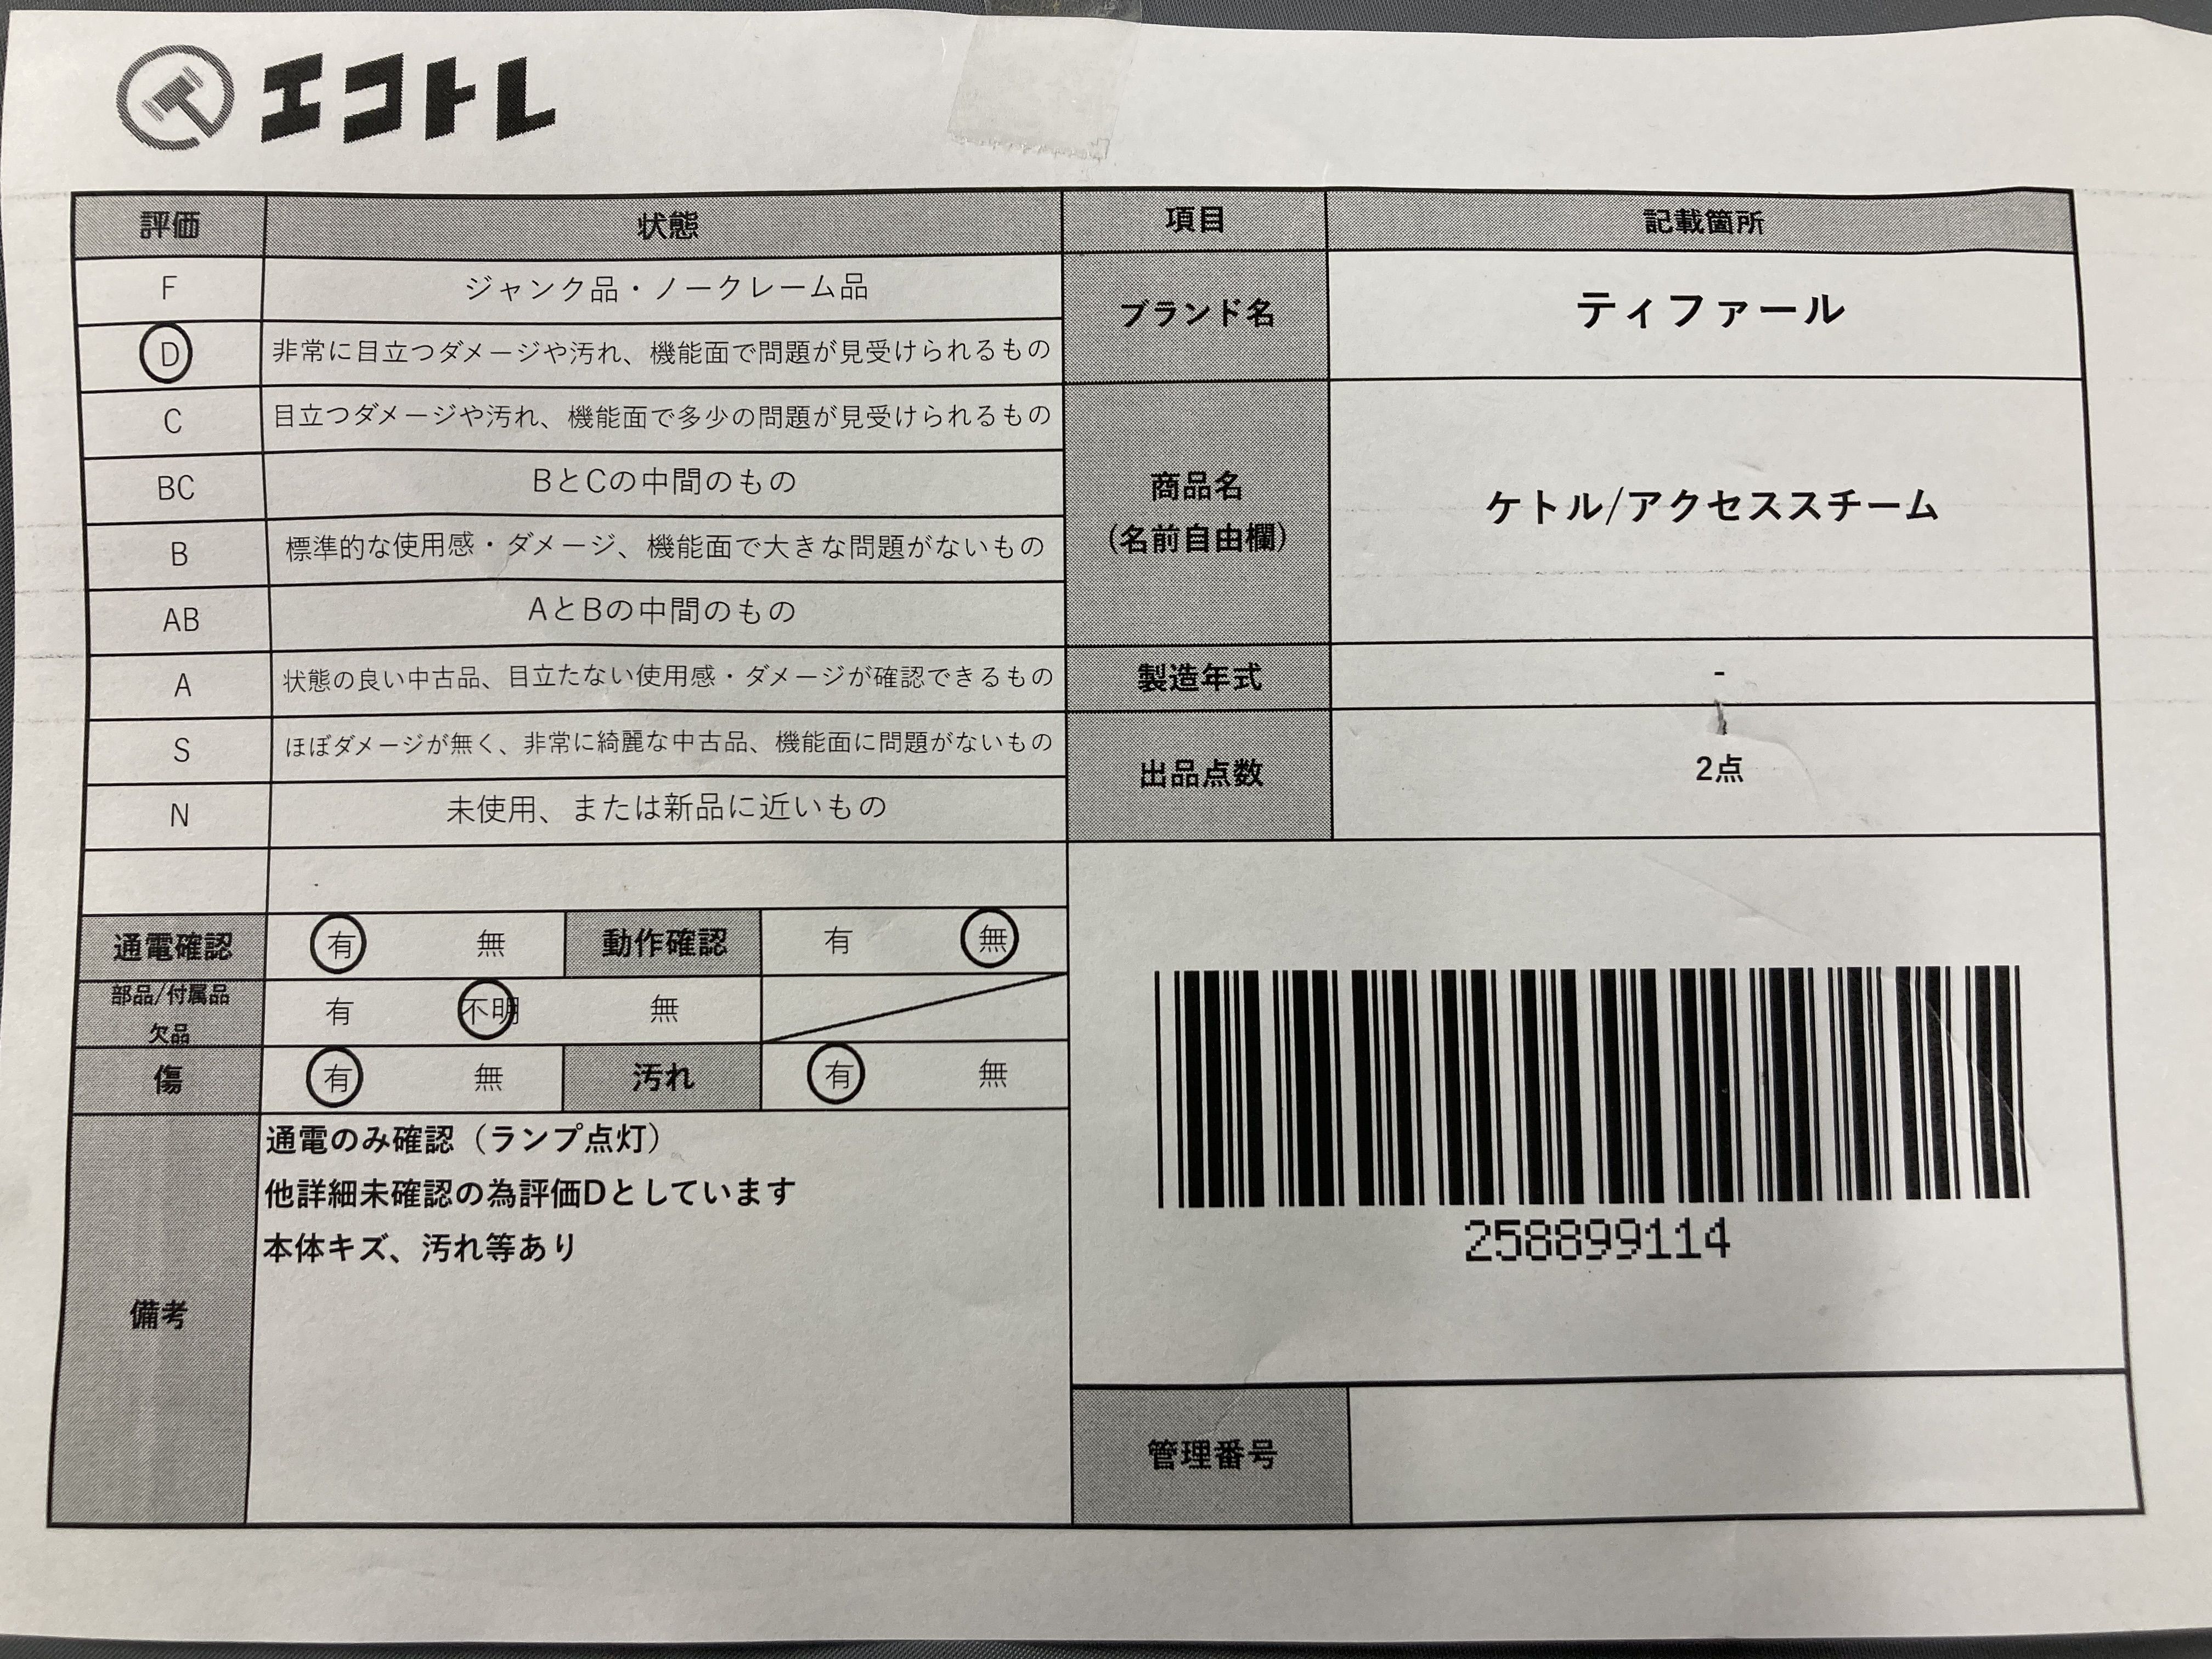 エコトレ
評価 状態 項目 記載箇所
F ジャンク品・ノークレーム品
D 非常に目立つダメージや汚れ、機能面で問題が見受けられるもの
C 目立つダメージや汚れ、機能面で多少の問題が見受けられるもの
BC BとCの中間のもの
B 標準的な使用感・ダメージ、機能面で大きな問題がないもの
AB AとBの中間のもの
A 状態の良い中古品、目立たない使用感・ダメージが確認できるもの
S ほぼダメージが無く、非常に綺麗な中古品、機能面に問題がないもの
N 未使用、または新品に近いもの
ブランド名 ティファール
商品名
(名前自由欄)
ケトル/アクセススチーム
製造年式 -
出品点数 2点
通電確認 有 無 動作確認 有 無
部品/付属品
欠品
有 不明 無
傷 有 無 汚れ 有 無
備考
通電のみ確認（ランプ点灯）
他詳細未確認の為評価Dとしています
本体キズ、汚れ等あり
258899114
管理番号